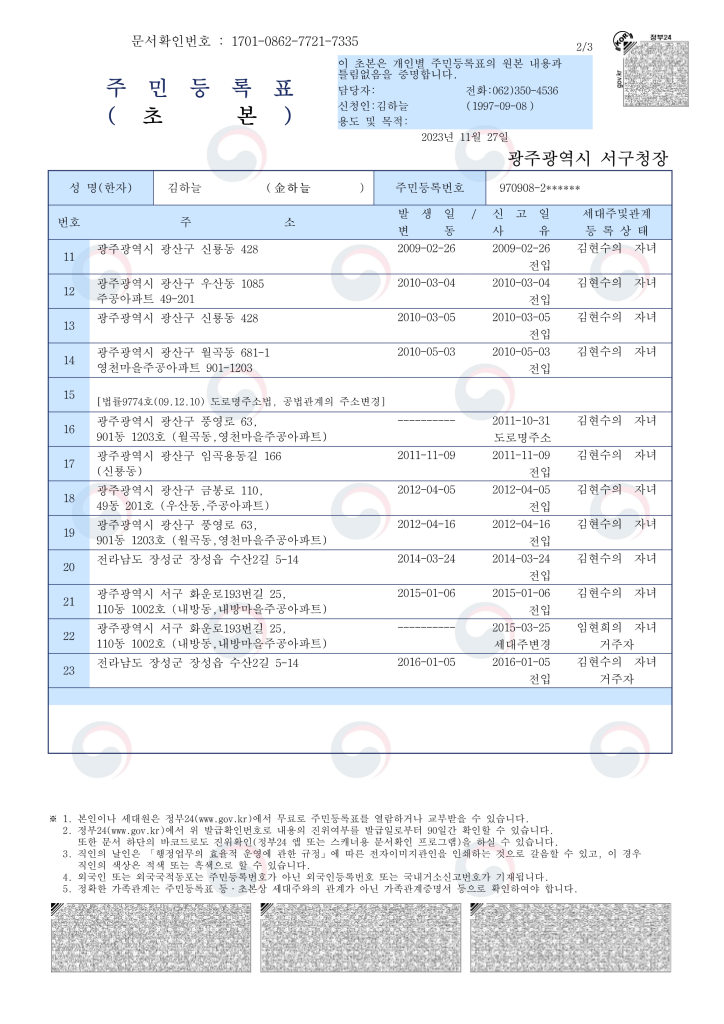 문서확인번호 : 1701-0862-7721-7335
2/3
정부24
gov.kr
주 민 등 록 표
( 초 본 )
이 초본은 개인별 주민등록표의 원본 내용과
틀림없음을 증명합니다.
담당자: 전화:062)350-4536
신청인:김하늘 (1997-09-08 )
용도 및 목적:
2023년 11월 27일
광주광역시 서구청장
성 명(한자) 김하늘 (金하늘 ) 주민등록번호 970908-2******
번호 주 소 발 생 일 / 신 고 일 세대주및관계
변 동 사 유 등 록 상 태
11 광주광역시 광산구 신룡동 428 2009-02-26 2009-02-26 김현수의 자녀
전입
12 광주광역시 광산구 우산동 1085 2010-03-04 2010-03-04 김현수의 자녀
주공아파트 49-201 전입
13 광주광역시 광산구 신룡동 428 2010-03-05 2010-03-05 김현수의 자녀
전입
14 광주광역시 광산구 월곡동 681-1 2010-05-03 2010-05-03 김현수의 자녀
영천마을주공아파트 901-1203 전입
15 [법률9774호(09.12.10) 도로명주소법, 공법관계의 주소변경]
16 광주광역시 광산구 풍영로 63, ---------- 2011-10-31 김현수의 자녀
901동 1203호 (월곡동,영천마을주공아파트) 도로명주소
17 광주광역시 광산구 임곡용동길 166 2011-11-09 2011-11-09 김현수의 자녀
(신룡동) 전입
18 광주광역시 광산구 금봉로 110, 2012-04-05 2012-04-05 김현수의 자녀
49동 201호 (우산동,주공아파트) 전입
19 광주광역시 광산구 풍영로 63, 2012-04-16 2012-04-16 김현수의 자녀
901동 1203호 (월곡동,영천마을주공아파트) 전입
20 전라남도 장성군 장성읍 수산2길 5-14 2014-03-24 2014-03-24 김현수의 자녀
전입
21 광주광역시 서구 화운로193번길 25, 2015-01-06 2015-01-06 김현수의 자녀
110동 1002호 (내방동,내방마을주공아파트) 전입
22 광주광역시 서구 화운로193번길 25, ---------- 2015-03-25 임현희의 자녀
110동 1002호 (내방동,내방마을주공아파트) 세대주변경 거주자
23 전라남도 장성군 장성읍 수산2길 5-14 2016-01-05 2016-01-05 김현수의 자녀
전입 거주자
※ 1. 본인이나 세대원은 정부24(www.gov.kr)에서 무료로 주민등록표를 열람하거나 교부받을 수 있습니다.
2. 정부24(www.gov.kr)에서 위 발급확인번호로 내용의 진위여부를 발급일로부터 90일간 확인할 수 있습니다.
또한 문서 하단의 바코드로도 진위확인(정부24 앱 또는 스캐너용 문서확인 프로그램)을 하실 수 있습니다.
3. 직인의 날인은 「행정업무의 효율적 운영에 관한 규정」에 따른 전자이미지관인을 인쇄하는 것으로 갈음할 수 있고, 이 경우
직인의 색상은 적색 또는 흑색으로 할 수 있습니다.
4. 외국인 또는 외국국적동포는 주민등록번호가 아닌 외국인등록번호 또는 국내거소신고번호가 기재됩니다.
5. 정확한 가족관계는 주민등록표 등·초본상 세대주와의 관계가 아닌 가족관계증명서 등으로 확인하여야 합니다.